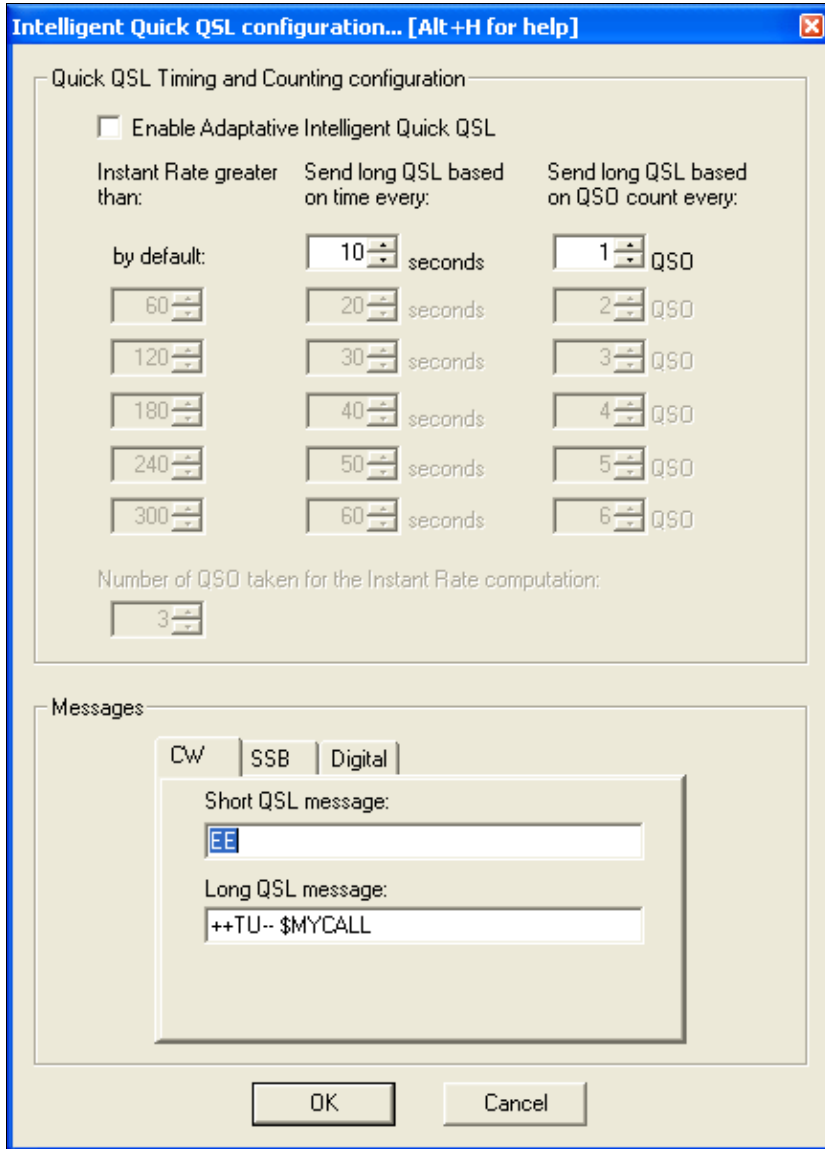 Intelligent Quick QSL configuration... [Alt+H for help]
Quick QSL Timing and Counting configuration
Enable Adaptative Intelligent Quick QSL
Instant Rate greater than:
Send long QSL based on time every:
Send long QSL based on QSO count every:
by default: 10 seconds 1 QSO
60 20 seconds 2 QSO
120 30 seconds 3 QSO
180 40 seconds 4 QSO
240 50 seconds 5 QSO
300 60 seconds 6 QSO
Number of QSO taken for the Instant Rate computation:
3
Messages
CW SSB Digital
Short QSL message:
EE
Long QSL message:
++TU-- $MYCALL
OK Cancel